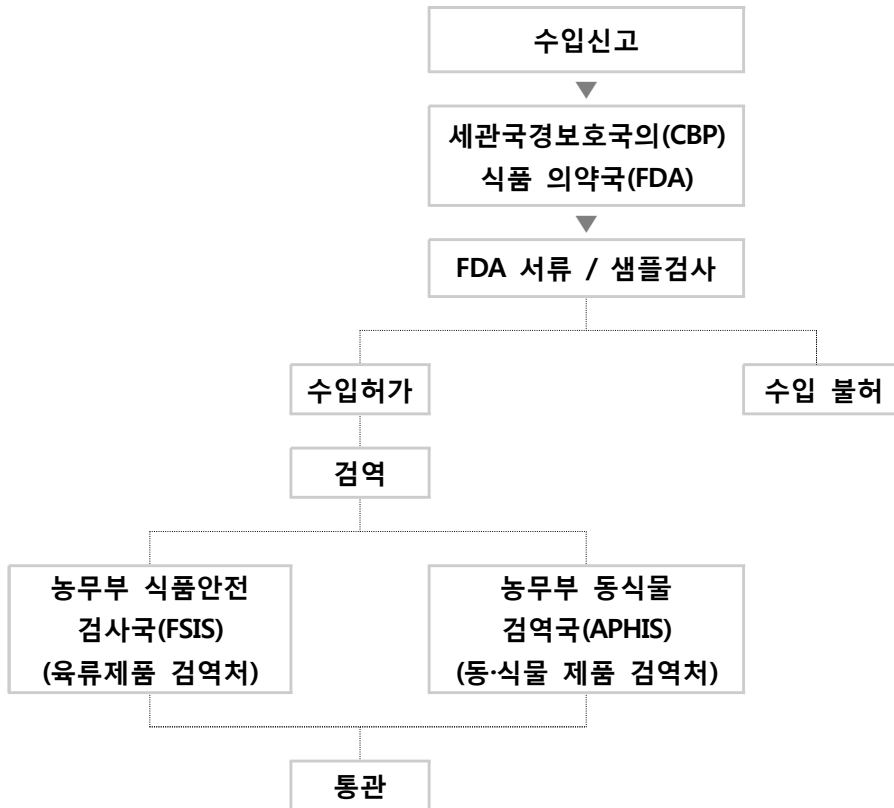 수입신고
세관국경보호국의(CBP)
식품 의약국(FDA)
FDA 서류 / 샘플검사
수입허가
수입 불허
검역
농무부 식품안전
검사국(FSIS)
(육류제품 검역처)
농무부 동식물
검역국(APHIS)
(동·식물 제품 검역처)
통관